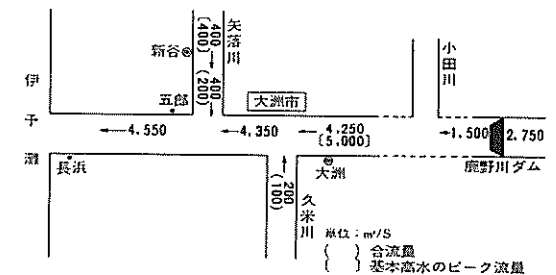 矢落川
400
〔400〕
400
(200)
新谷
五郎
大洲市
小田川
伊予灘
←4.550
←4.350
←4.250
〔5,000〕
←1.500
2.750
長浜
200
(100)
久米川
大洲
鹿野川ダム
単位:m³/S
( ) 合流量
〔 〕 基本高水のピーク流量